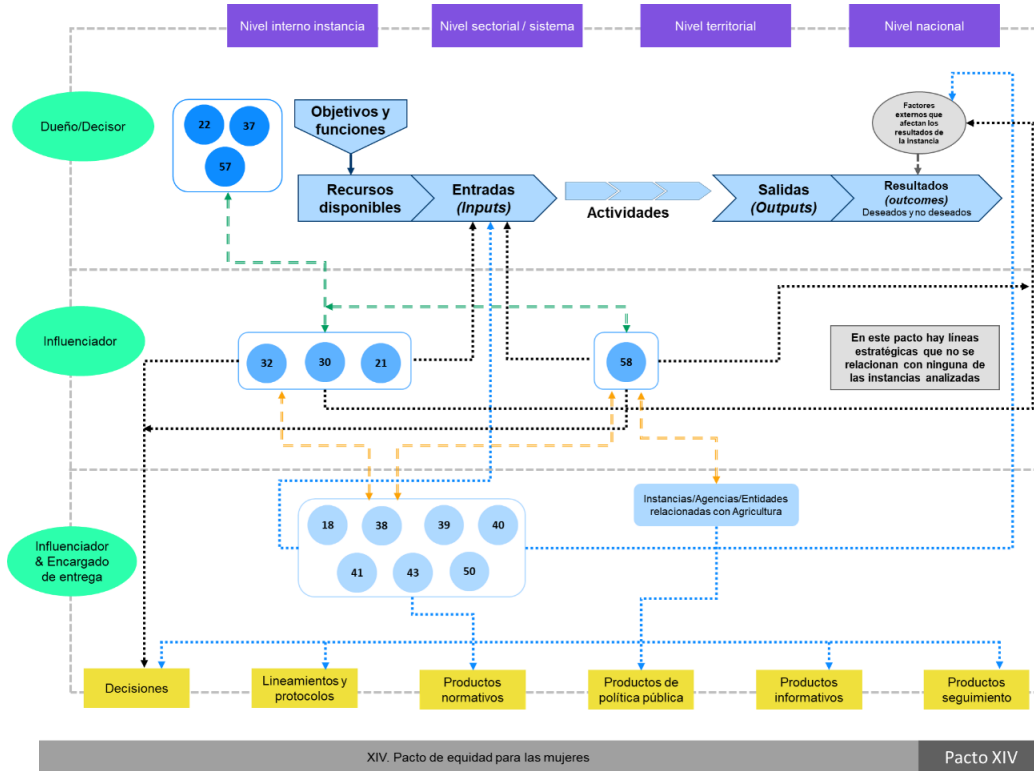 Nivel interno instancia
Nivel sectorial / sistema
Nivel territorial
Nivel nacional
Dueño/Decisor
22
37
57
Objetivos y
funciones
Factores
externos que
afectan los
resultados de
la instancia
Recursos
disponibles
Entradas
(Inputs)
Actividades
Salidas
(Outputs)
Resultados
(outcomes)
Deseados y no deseados
Influenciador
32
30
21
58
En este pacto hay líneas
estratégicas que no se
relacionan con ninguna de
las instancias analizadas
Influenciador
& Encargado
de entrega
18
38
39
40
41
43
50
Instancias/Agencias/Entidades
relacionadas con Agricultura
Decisiones
Lineamientos y
protocolos
Productos
normativos
Productos de
política pública
Productos
informativos
Productos
seguimiento
XIV. Pacto de equidad para las mujeres
Pacto XIV